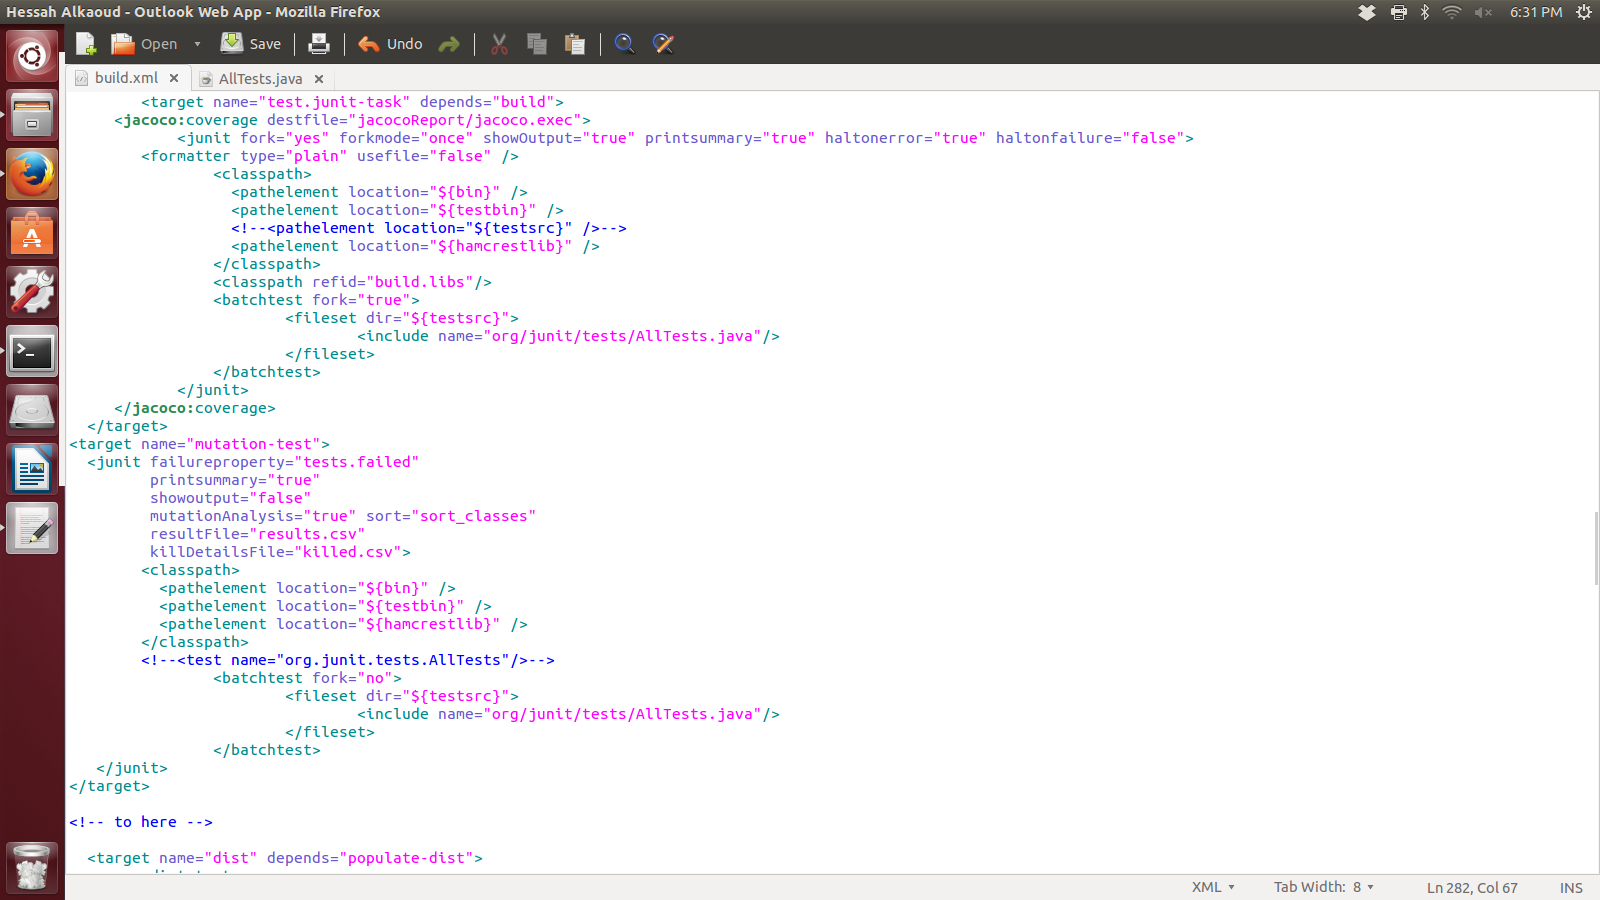 Hessah Alkaoud - Outlook Web App - Mozilla Firefox
6:31 PM
Open
Save
Undo
build.xml
AllTests.java
<target name="test.junit-task" depends="build">
<jacoco:coverage destfile="jacocoReport/jacoco.exec">
<junit fork="yes" forkmode="once" showOutput="true" printsummary="true" haltonerror="true" haltonfailure="false">
<formatter type="plain" usefile="false" />
<classpath>
<pathelement location="${bin}" />
<pathelement location="${testbin}" />
<!--<pathelement location="${testsrc}" />-->
<pathelement location="${hamcrestlib}" />
</classpath>
<classpath refid="build.libs"/>
<batchtest fork="true">
<fileset dir="${testsrc}">
<include name="org/junit/tests/AllTests.java"/>
</fileset>
</batchtest>
</junit>
</jacoco:coverage>
</target>
<target name="mutation-test">
<junit failureproperty="tests.failed"
printsummary="true"
showoutput="false"
mutationAnalysis="true" sort="sort_classes"
resultFile="results.csv"
killDetailsFile="killed.csv">
<classpath>
<pathelement location="${bin}" />
<pathelement location="${testbin}" />
<pathelement location="${hamcrestlib}" />
</classpath>
<!--<test name="org.junit.tests.AllTests"/>-->
<batchtest fork="no">
<fileset dir="${testsrc}">
<include name="org/junit/tests/AllTests.java"/>
</fileset>
</batchtest>
</junit>
</target>
<!-- to here -->
<target name="dist" depends="populate-dist">
XML
Tab Width: 8
Ln 282, Col 67
INS